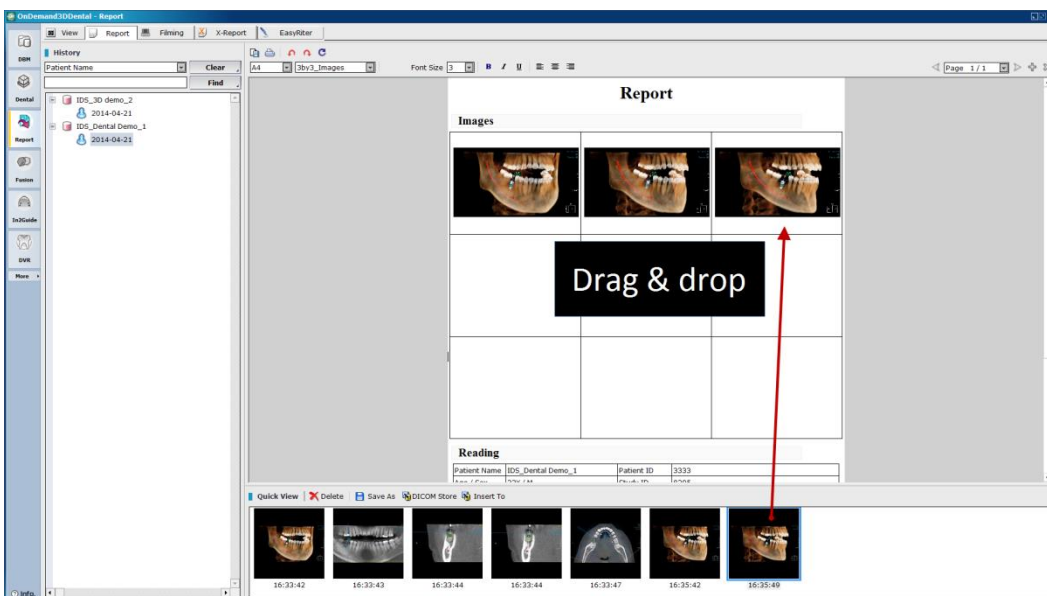 OnDemand3DDental - Report
View Report Filming X-Report EasyRiter
DBM
Dental
Report
Fusion
In2Guide
DVR
More
Info.
History
Patient Name Clear
Find
IDS_3D demo_2
2014-04-21
IDS_Dental Demo_1
2014-04-21
A4 3by3_Images Font Size 3 B I U Page 1/1
Report
Images
Drag & drop
Reading
Patient Name IDS_Dental Demo_1 Patient ID 3333
Quick View Delete Save As DICOM Store Insert To
16:33:42 16:33:43 16:33:44 16:33:44 16:33:47 16:35:42 16:35:49